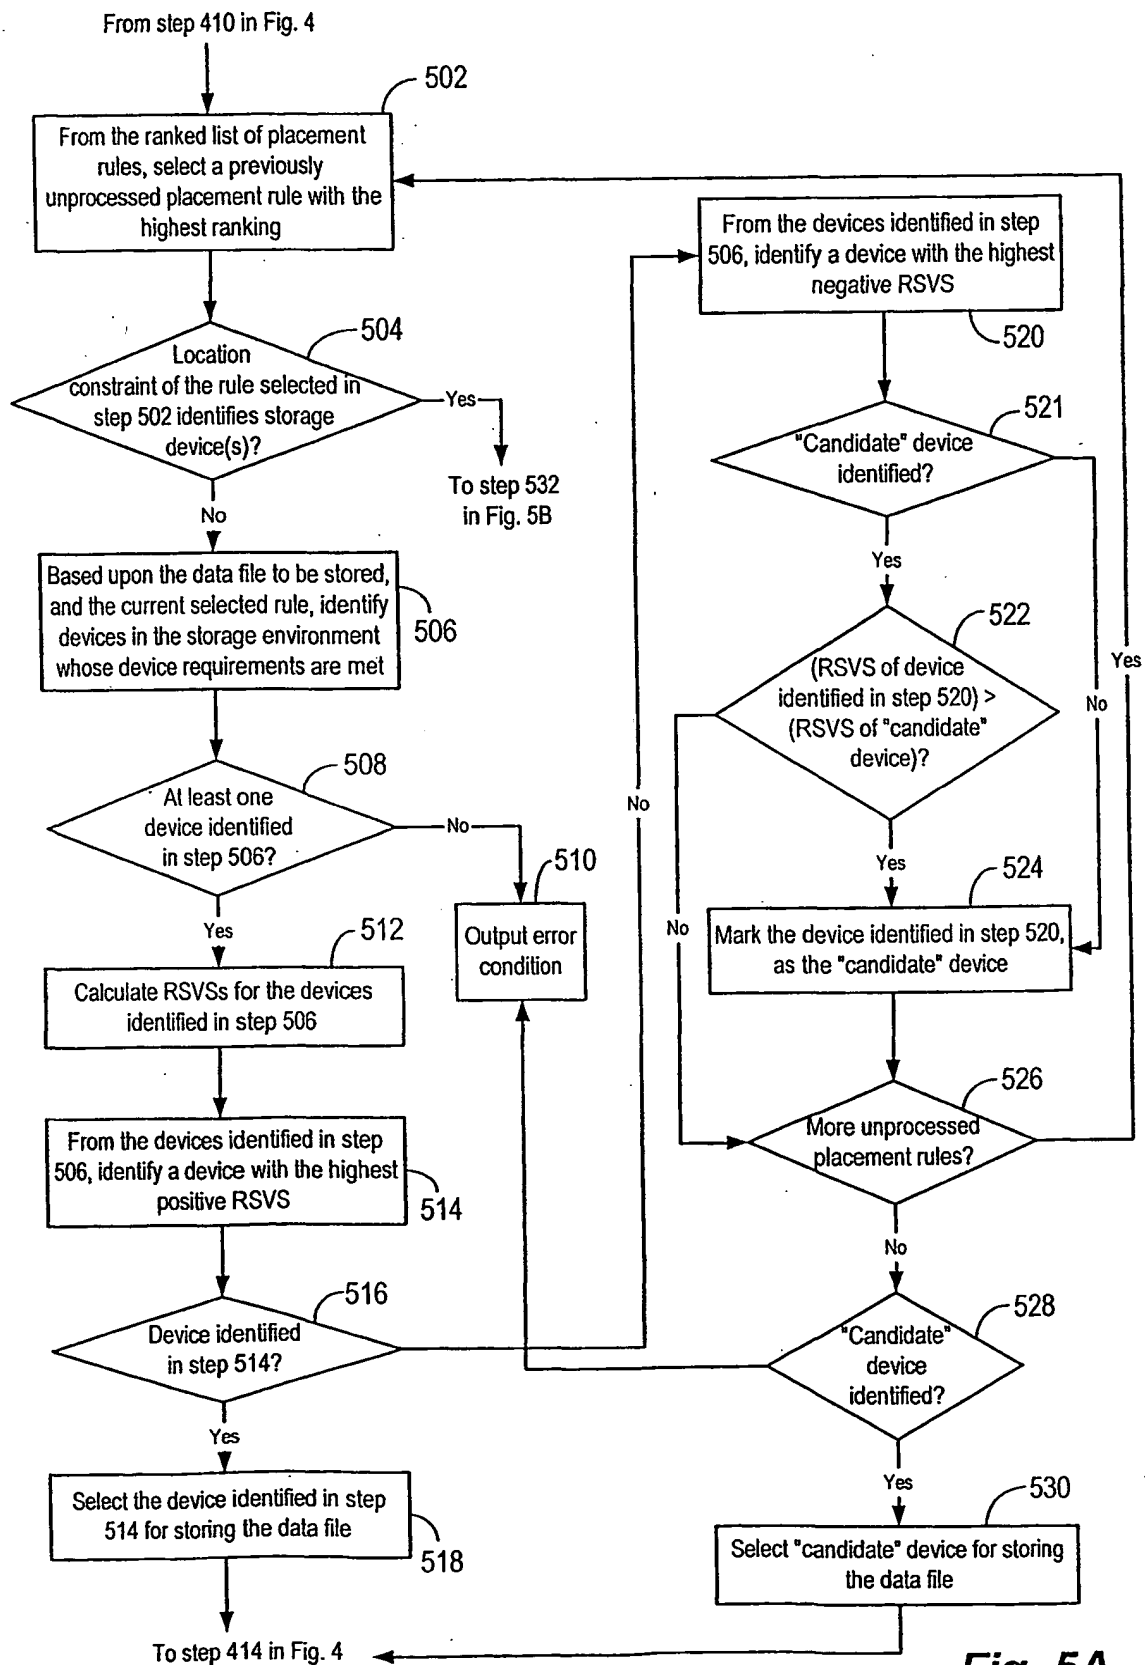 From step 410 in Fig. 4
502
From the ranked list of placement
rules, select a previously
unprocessed placement rule with the
highest ranking
504
Location
constraint of the rule selected in
step 502 identifies storage
device(s)?
Yes
To step 532
in Fig. 5B
No
Based upon the data file to be stored,
and the current selected rule, identify
devices in the storage environment
whose device requirements are met
506
508
At least one
device identified
in step 506?
No
510
Output error
condition
Yes
512
Calculate RSVSs for the devices
identified in step 506
From the devices identified in step
506, identify a device with the highest
positive RSVS
514
516
Device identified
in step 514?
No
Yes
Select the device identified in step
514 for storing the data file
518
To step 414 in Fig. 4
From the devices identified in step
506, identify a device with the highest
negative RSVS
520
521
"Candidate" device
identified?
No
Yes
522
(RSVS of device
identified in step 520) >
(RSVS of "candidate"
device)?
No
Yes
524
Mark the device identified in step 520,
as the "candidate" device
526
More unprocessed
placement rules?
Yes
No
528
"Candidate"
device
identified?
Yes
530
Select "candidate" device for storing
the data file
Fig. 5A